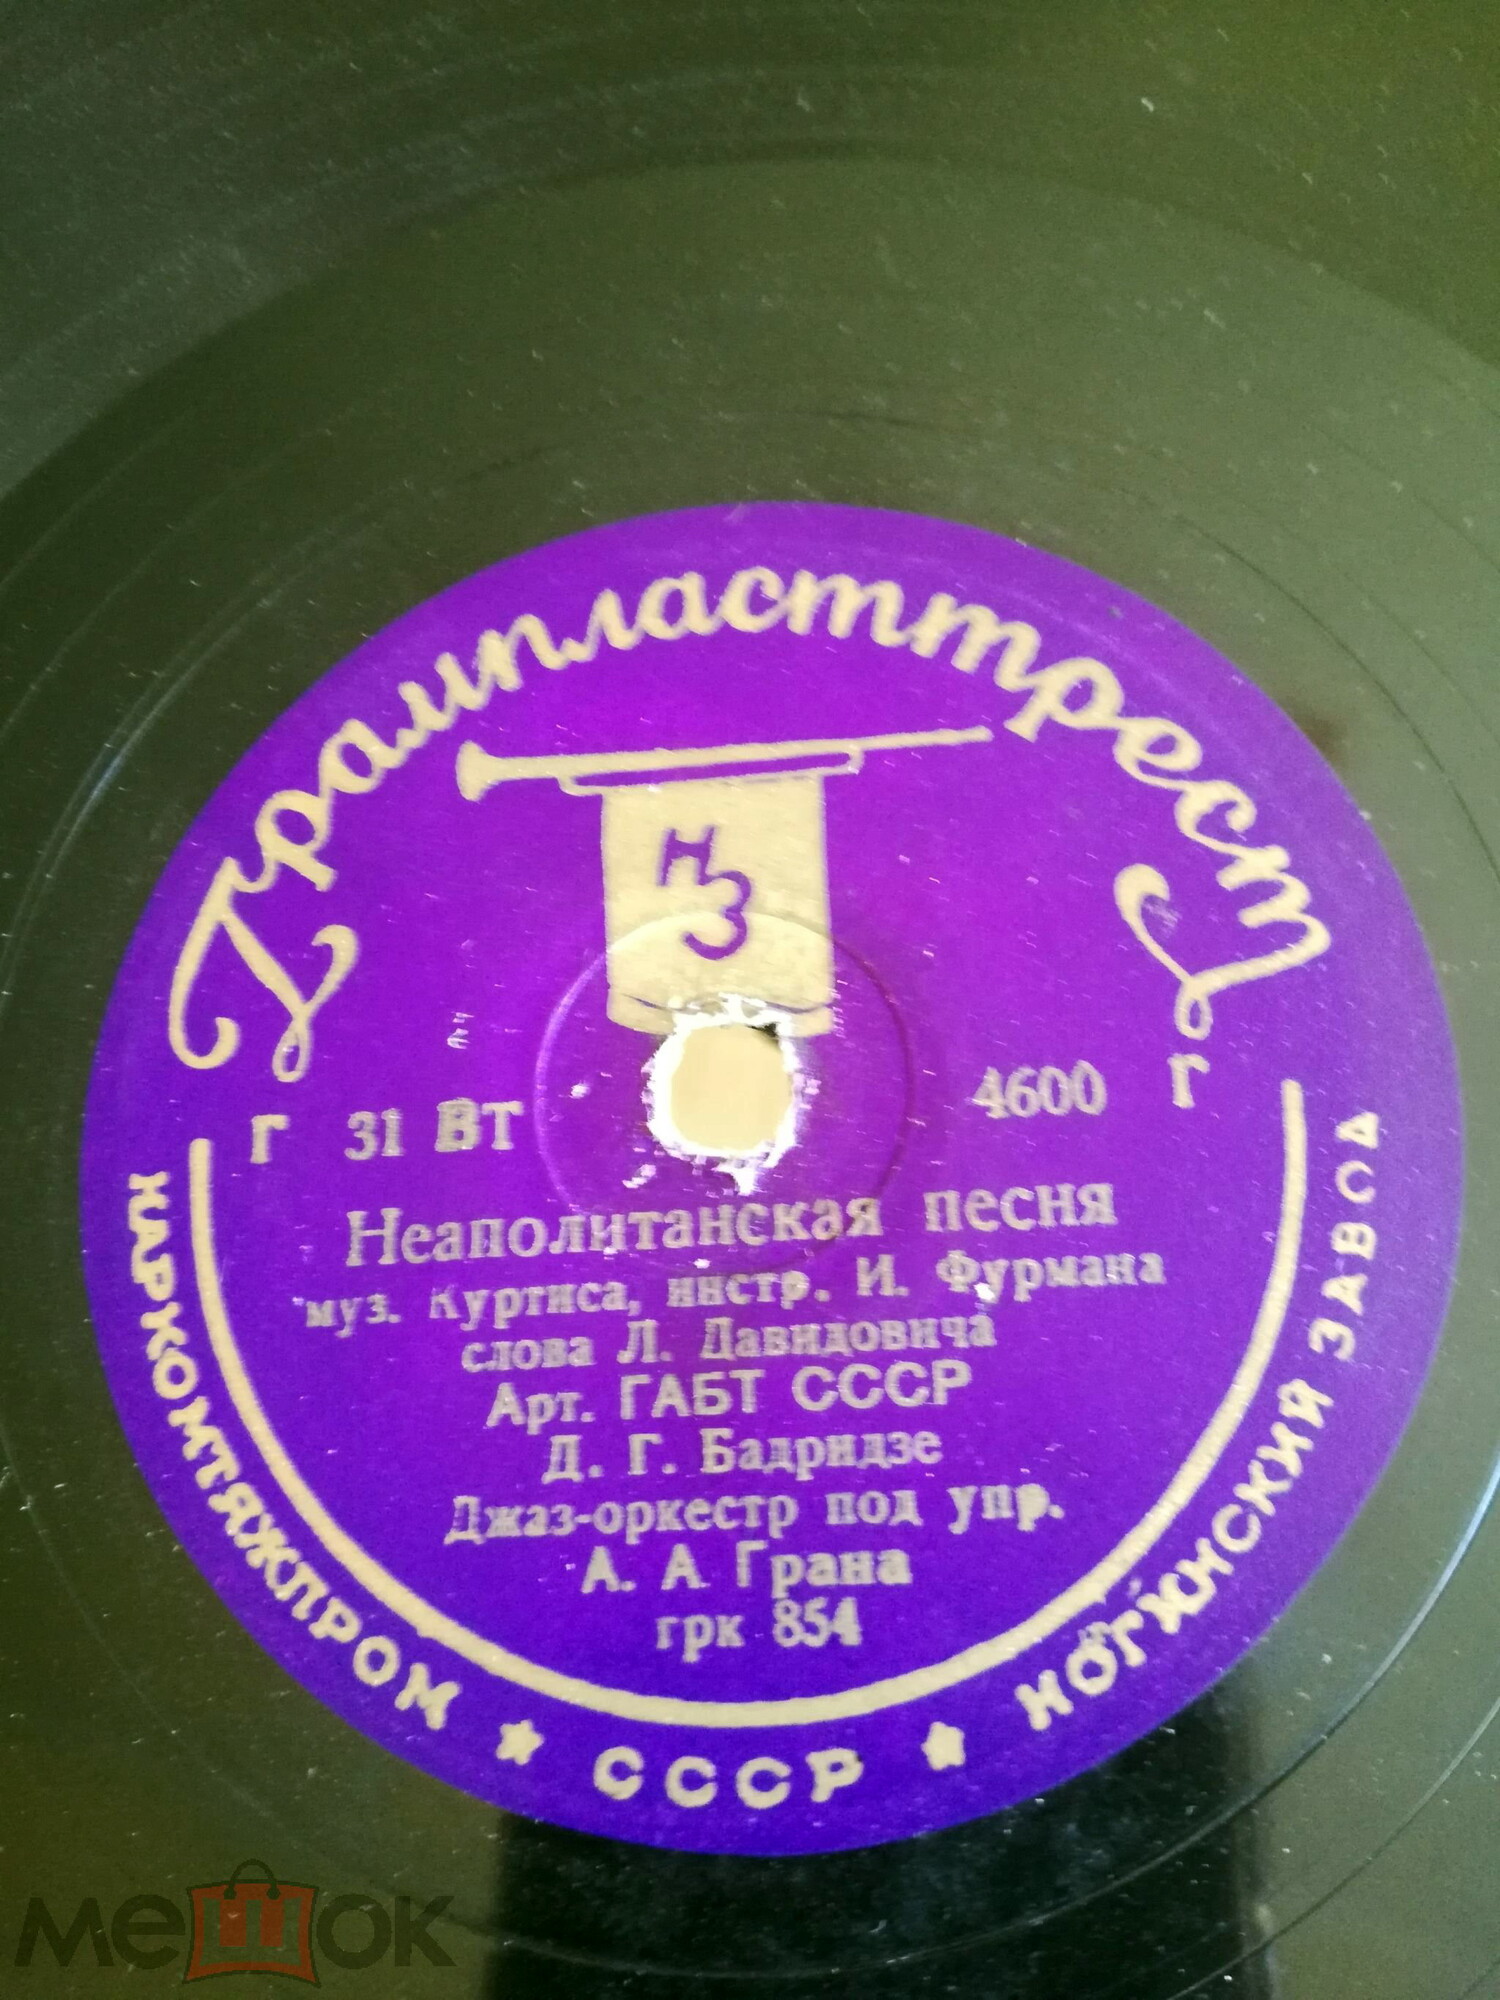 Грампласттрест
НЗ
Г 31 ВТ 4600 Г
Неаполитанская песня
муз. Куртиса, инстр. И. Фурмана
слова Л. Давидовича
Арт. ГАБТ СССР
Д. Г. Бадридзе
Джаз-оркестр под упр.
А. А. Грана
грк 854
НАРКОМТЯЖПРОМ ★ СССР ★ НОГИНСКИЙ ЗАВОД
мешок